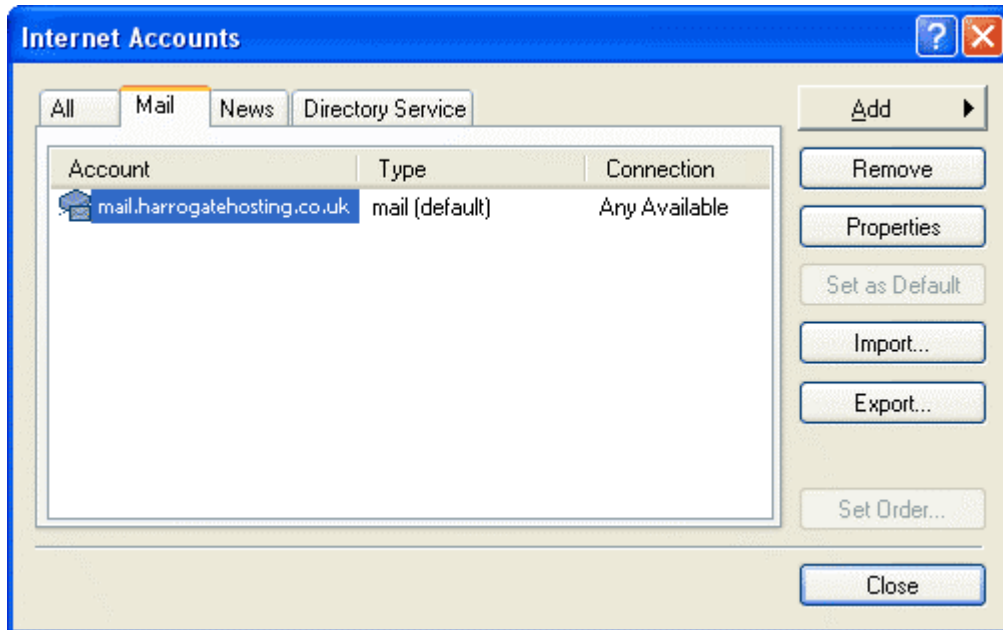 Internet Accounts
All Mail News Directory Service
Add
Account Type Connection
Remove
mail.harrogatehosting.co.uk mail (default) Any Available
Properties
Set as Default
Import...
Export...
Set Order...
Close